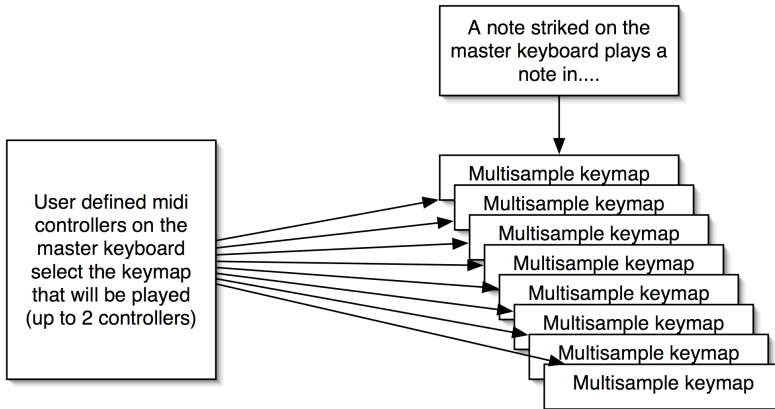 A note striked on the
master keyboard plays a
note in....
User defined midi
controllers on the
master keyboard
select the keymap
that will be played
(up to 2 controllers)
Multisample keymap
Multisample keymap
Multisample keymap
Multisample keymap
Multisample keymap
Multisample keymap
Multisample keymap
Multisample keymap